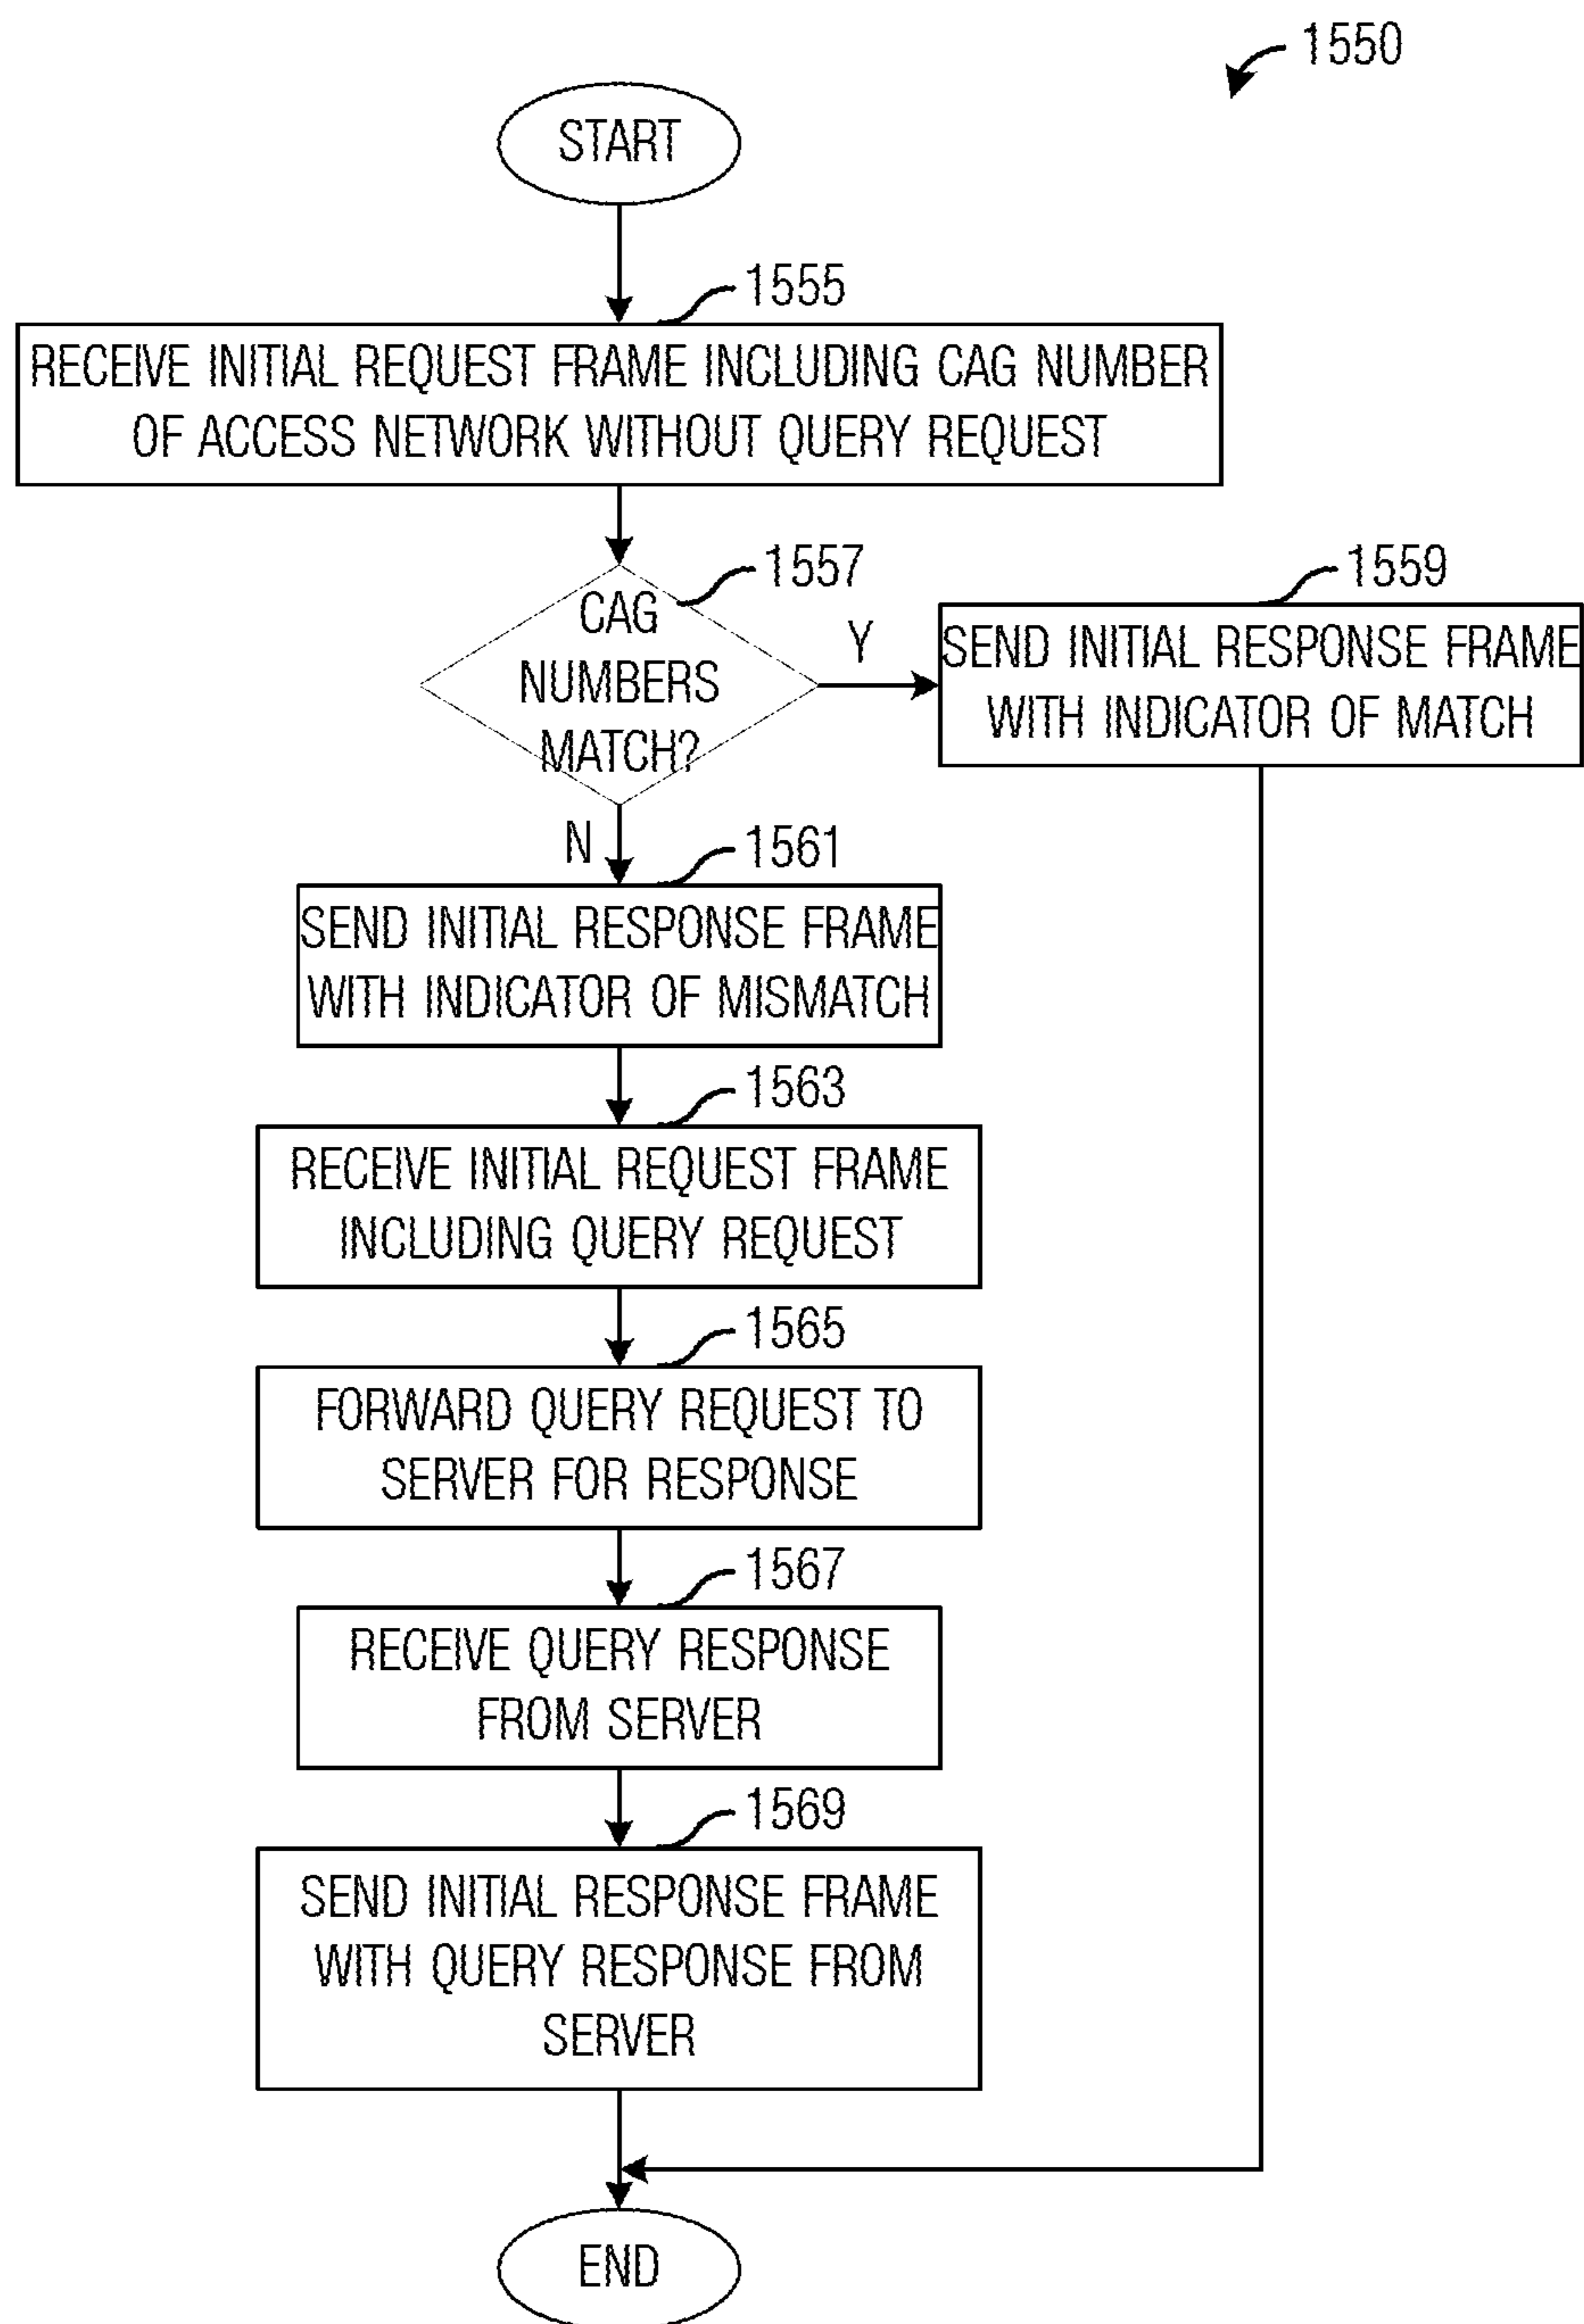 1550
START
1555
RECEIVE INITIAL REQUEST FRAME INCLUDING CAG NUMBER
OF ACCESS NETWORK WITHOUT QUERY REQUEST
1557
CAG
NUMBERS
MATCH?
Y
1559
SEND INITIAL RESPONSE FRAME
WITH INDICATOR OF MATCH
N
1561
SEND INITIAL RESPONSE FRAME
WITH INDICATOR OF MISMATCH
1563
RECEIVE INITIAL REQUEST FRAME
INCLUDING QUERY REQUEST
1565
FORWARD QUERY REQUEST TO
SERVER FOR RESPONSE
1567
RECEIVE QUERY RESPONSE
FROM SERVER
1569
SEND INITIAL RESPONSE FRAME
WITH QUERY RESPONSE FROM
SERVER
END